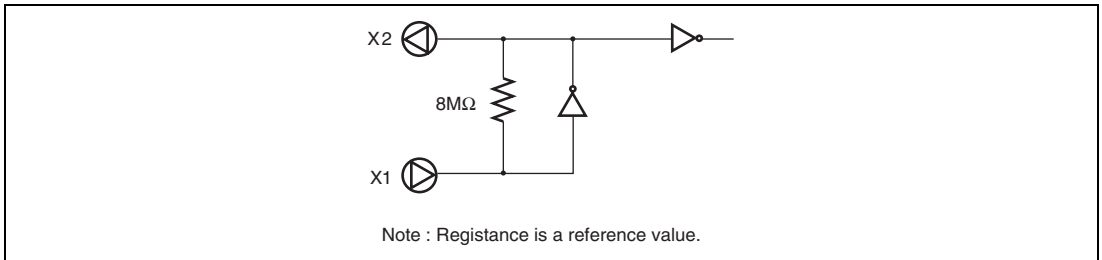 X2
8MΩ
X1
Note : Registance is a reference value.